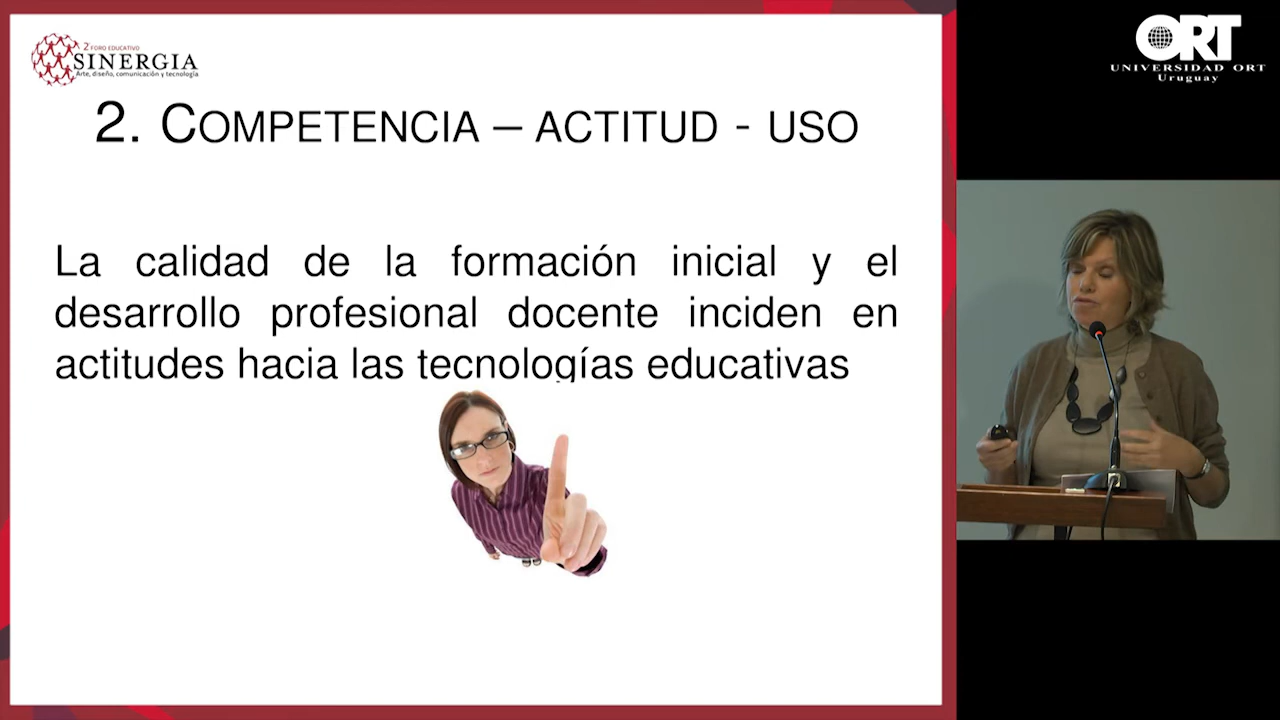 2 FORO EDUCATIVO
SINERGIA
Arte, diseño, comunicación y tecnología
2. COMPETENCIA – ACTITUD - USO
La calidad de la formación inicial y el
desarrollo profesional docente inciden en
actitudes hacia las tecnologías educativas
ORT
UNIVERSIDAD ORT
Uruguay